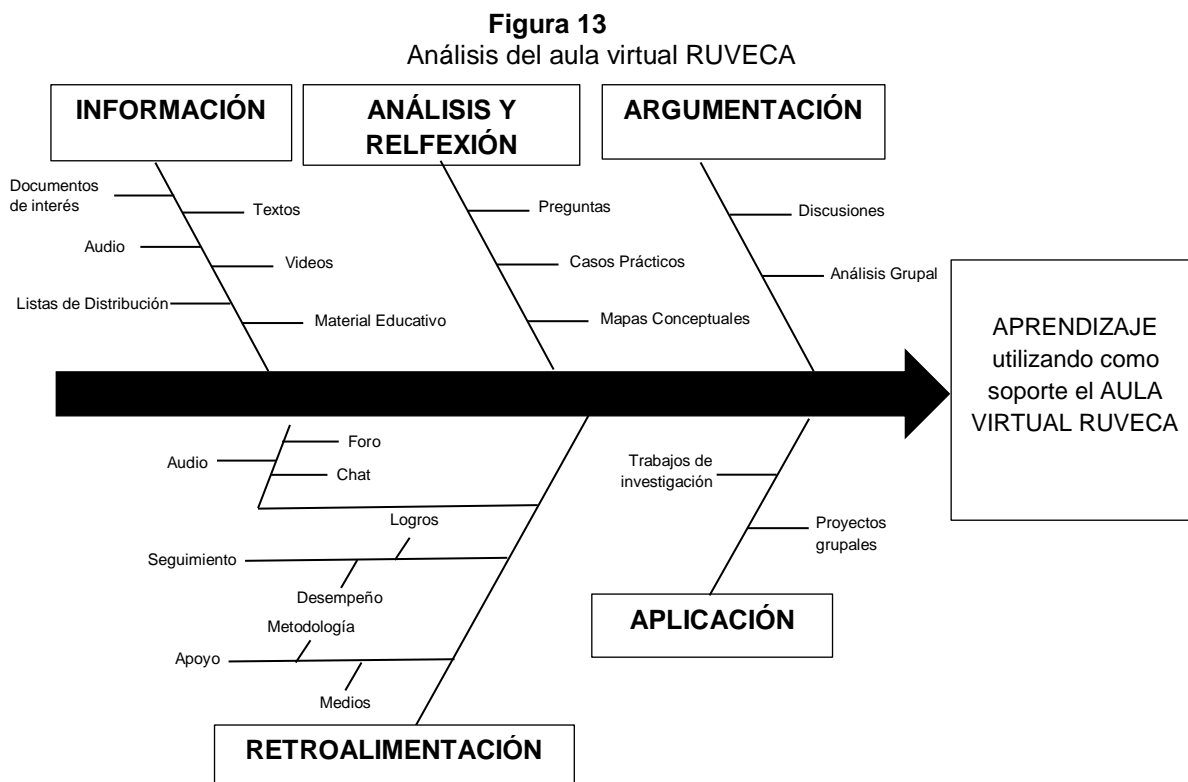 Figura 13
Análisis del aula virtual RUVECA
INFORMACIÓN
ANÁLISIS Y
RELFEXIÓN
ARGUMENTACIÓN
Documentos
de interés
Textos
Audio
Videos
Listas de Distribución
Material Educativo
Preguntas
Casos Prácticos
Mapas Conceptuales
Discusiones
Análisis Grupal
APRENDIZAJE
utilizando como
soporte el AULA
VIRTUAL RUVECA
Foro
Audio
Chat
Logros
Seguimiento
Desempeño
Metodología
Apoyo
Medios
RETROALIMENTACIÓN
Trabajos de
investigación
Proyectos
grupales
APLICACIÓN